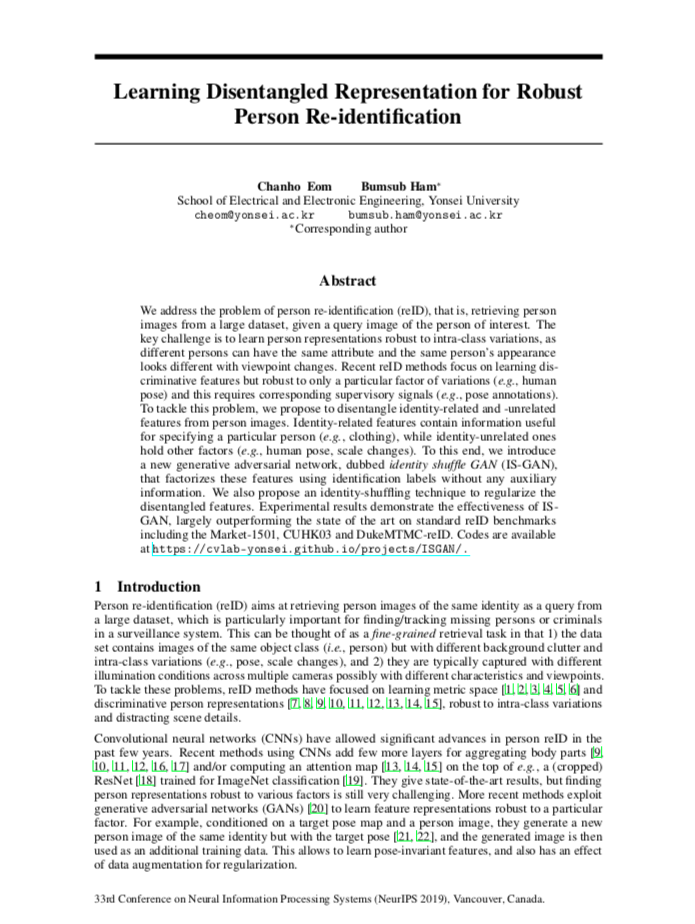 Learning Disentangled Representation for Robust
Person Re-identification
Chanho Eom Bumsub Ham*
School of Electrical and Electronic Engineering, Yonsei University
cheom@yonsei.ac.kr bumsub.ham@yonsei.ac.kr
*Corresponding author
Abstract
We address the problem of person re-identification (reID), that is, retrieving person
images from a large dataset, given a query image of the person of interest. The
key challenge is to learn person representations robust to intra-class variations, as
different persons can have the same attribute and the same person's appearance
looks different with viewpoint changes. Recent reID methods focus on learning dis-
criminative features but robust to only a particular factor of variations (e.g., human
pose) and this requires corresponding supervisory signals (e.g., pose annotations).
To tackle this problem, we propose to disentangle identity-related and -unrelated
features from person images. Identity-related features contain information useful
for specifying a particular person (e.g., clothing), while identity-unrelated ones
hold other factors (e.g., human pose, scale changes). To this end, we introduce
a new generative adversarial network, dubbed identity shuffle GAN (IS-GAN),
that factorizes these features using identification labels without any auxiliary
information. We also propose an identity-shuffling technique to regularize the
disentangled features. Experimental results demonstrate the effectiveness of IS-
GAN, largely outperforming the state of the art on standard reID benchmarks
including the Market-1501, CUHK03 and DukeMTMC-reID. Codes are available
at https://cvlab-yonsei.github.io/projects/ISGAN/.
1 Introduction
Person re-identification (reID) aims at retrieving person images of the same identity as a query from
a large dataset, which is particularly important for finding/tracking missing persons or criminals
in a surveillance system. This can be thought of as a fine-grained retrieval task in that 1) the data
set contains images of the same object class (i.e., person) but with different background clutter and
intra-class variations (e.g., pose, scale changes), and 2) they are typically captured with different
illumination conditions across multiple cameras possibly with different characteristics and viewpoints.
To tackle these problems, reID methods have focused on learning metric space [1, 2, 3, 4, 5, 6] and
discriminative person representations [7, 8, 9, 10, 11, 12, 13, 14, 15], robust to intra-class variations
and distracting scene details.
Convolutional neural networks (CNNs) have allowed significant advances in person reID in the
past few years. Recent methods using CNNs add few more layers for aggregating body parts [9,
10, 11, 12, 16, 17] and/or computing an attention map [13, 14, 15] on the top of e.g., a (cropped)
ResNet [18] trained for ImageNet classification [19]. They give state-of-the-art results, but finding
person representations robust to various factors is still very challenging. More recent methods exploit
generative adversarial networks (GANs) [20] to learn feature representations robust to a particular
factor. For example, conditioned on a target pose map and a person image, they generate a new
person image of the same identity but with the target pose [21, 22], and the generated image is then
used as an additional training data. This allows to learn pose-invariant features, and also has an effect
of data augmentation for regularization.
33rd Conference on Neural Information Processing Systems (NeurIPS 2019), Vancouver, Canada.